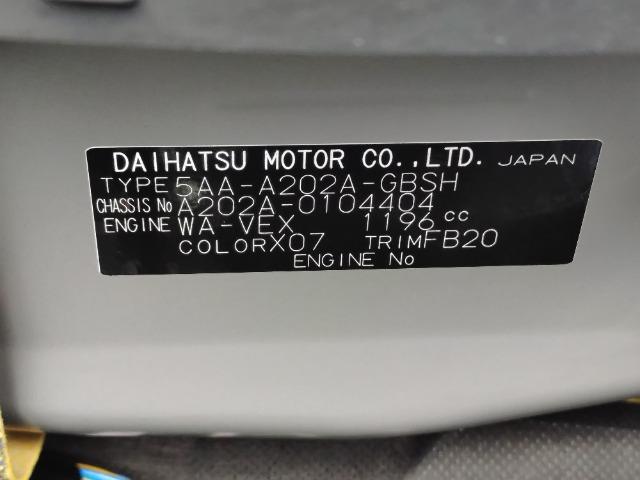 DAIHATSU MOTOR CO.,LTD. JAPAN
TYPE 5AA-A202A-GBSH
CHASSIS No A202A-0104404
ENGINE WA-VEX 1196 cc
COLOR X07 TRIM FB20
ENGINE No